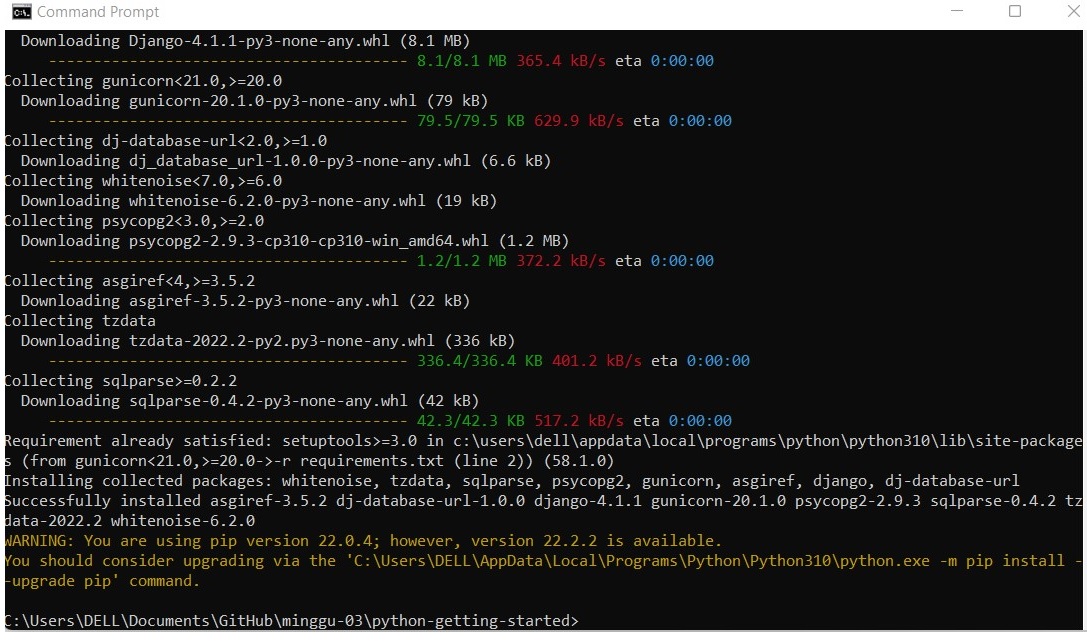 Command Prompt
Downloading Django-4.1.1-py3-none-any.whl (8.1 MB)
---------------------------------------- 8.1/8.1 MB 365.4 kB/s eta 0:00:00
Collecting gunicorn<21.0,>=20.0
Downloading gunicorn-20.1.0-py3-none-any.whl (79 kB)
---------------------------------------- 79.5/79.5 KB 629.9 kB/s eta 0:00:00
Collecting dj-database-url<2.0,>=1.0
Downloading dj_database_url-1.0.0-py3-none-any.whl (6.6 kB)
Collecting whitenoise<7.0,>=6.0
Downloading whitenoise-6.2.0-py3-none-any.whl (19 kB)
Collecting psycopg2<3.0,>=2.0
Downloading psycopg2-2.9.3-cp310-cp310-win_amd64.whl (1.2 MB)
---------------------------------------- 1.2/1.2 MB 372.2 kB/s eta 0:00:00
Collecting asgiref<4,>=3.5.2
Downloading asgiref-3.5.2-py3-none-any.whl (22 kB)
Collecting tzdata
Downloading tzdata-2022.2-py2.py3-none-any.whl (336 kB)
---------------------------------------- 336.4/336.4 KB 401.2 kB/s eta 0:00:00
Collecting sqlparse>=0.2.2
Downloading sqlparse-0.4.2-py3-none-any.whl (42 kB)
---------------------------------------- 42.3/42.3 KB 517.2 kB/s eta 0:00:00
Requirement already satisfied: setuptools>=3.0 in c:\users\dell\appdata\local\programs\python\python310\lib\site-package
s (from gunicorn<21.0,>=20.0->-r requirements.txt (line 2)) (58.1.0)
Installing collected packages: whitenoise, tzdata, sqlparse, psycopg2, gunicorn, asgiref, django, dj-database-url
Successfully installed asgiref-3.5.2 dj-database-url-1.0.0 django-4.1.1 gunicorn-20.1.0 psycopg2-2.9.3 sqlparse-0.4.2 tz
data-2022.2 whitenoise-6.2.0
WARNING: You are using pip version 22.0.4; however, version 22.2.2 is available.
You should consider upgrading via the 'C:\Users\DELL\AppData\Local\Programs\Python\Python310\python.exe -m pip install -
-upgrade pip' command.
C:\Users\DELL\Documents\GitHub\minggu-03\python-getting-started>